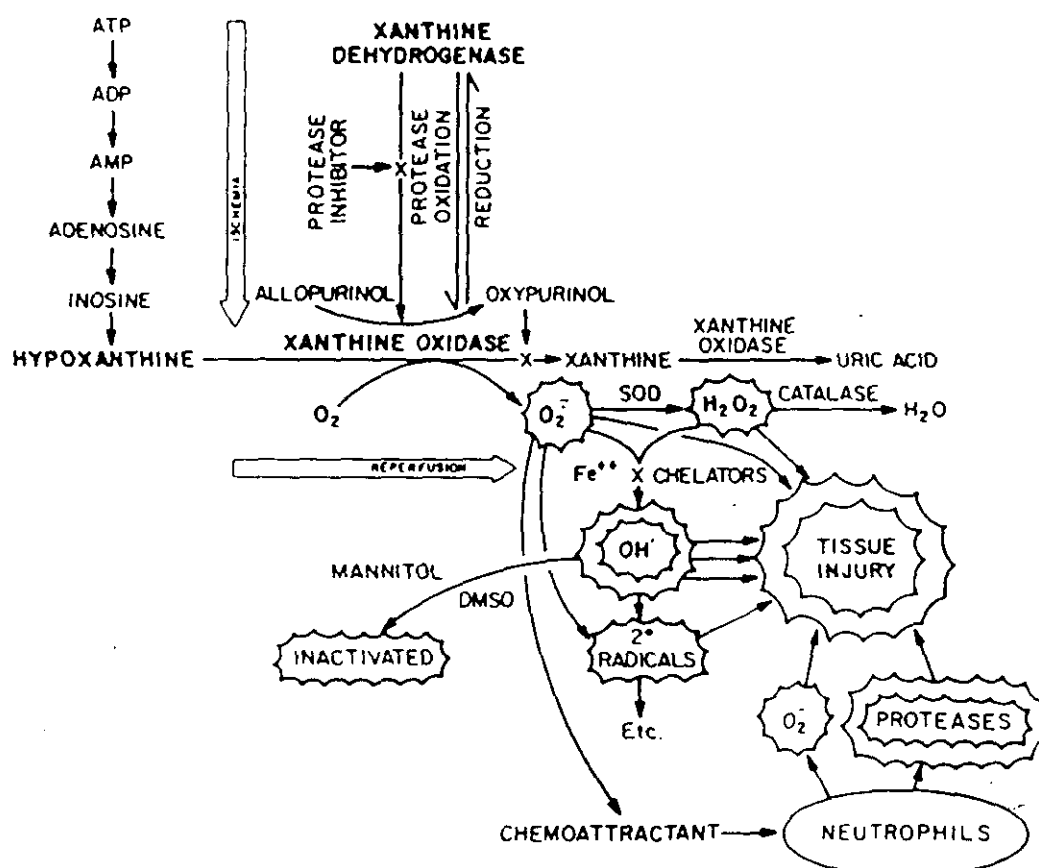 ATP
ADP
AMP
ADENOSINE
INOSINE
HYPOXANTHINE
ISCHEMIA
XANTHINE
DEHYDROGENASE
PROTEASE
INHIBITOR
X
PROTEASE
OXIDATION
REDUCTION
ALLOPURINOL
OXYPURINOL
XANTHINE OXIDASE
X
XANTHINE
XANTHINE
OXIDASE
URIC ACID
O₂
O₂⁻
SOD
H₂O₂
CATALASE
H₂O
REPERFUSION
Fe⁺⁺
X CHELATORS
OH·
TISSUE
INJURY
MANNITOL
DMSO
INACTIVATED
2°
RADICALS
Etc.
O₂⁻
PROTEASES
CHEMOATTRACTANT
NEUTROPHILS